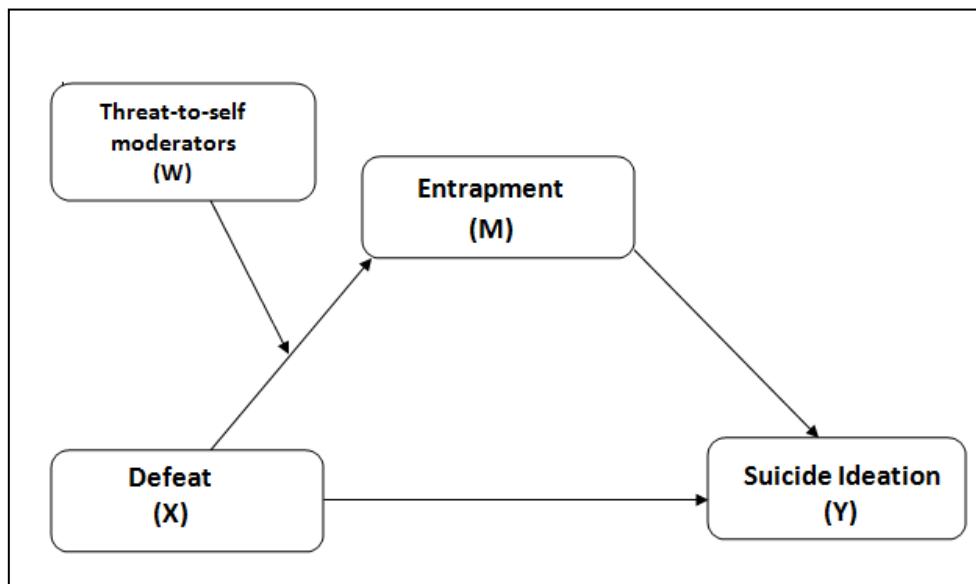 Threat-to-self
moderators
(W)
Entrapment
(M)
Defeat
(X)
Suicide Ideation
(Y)